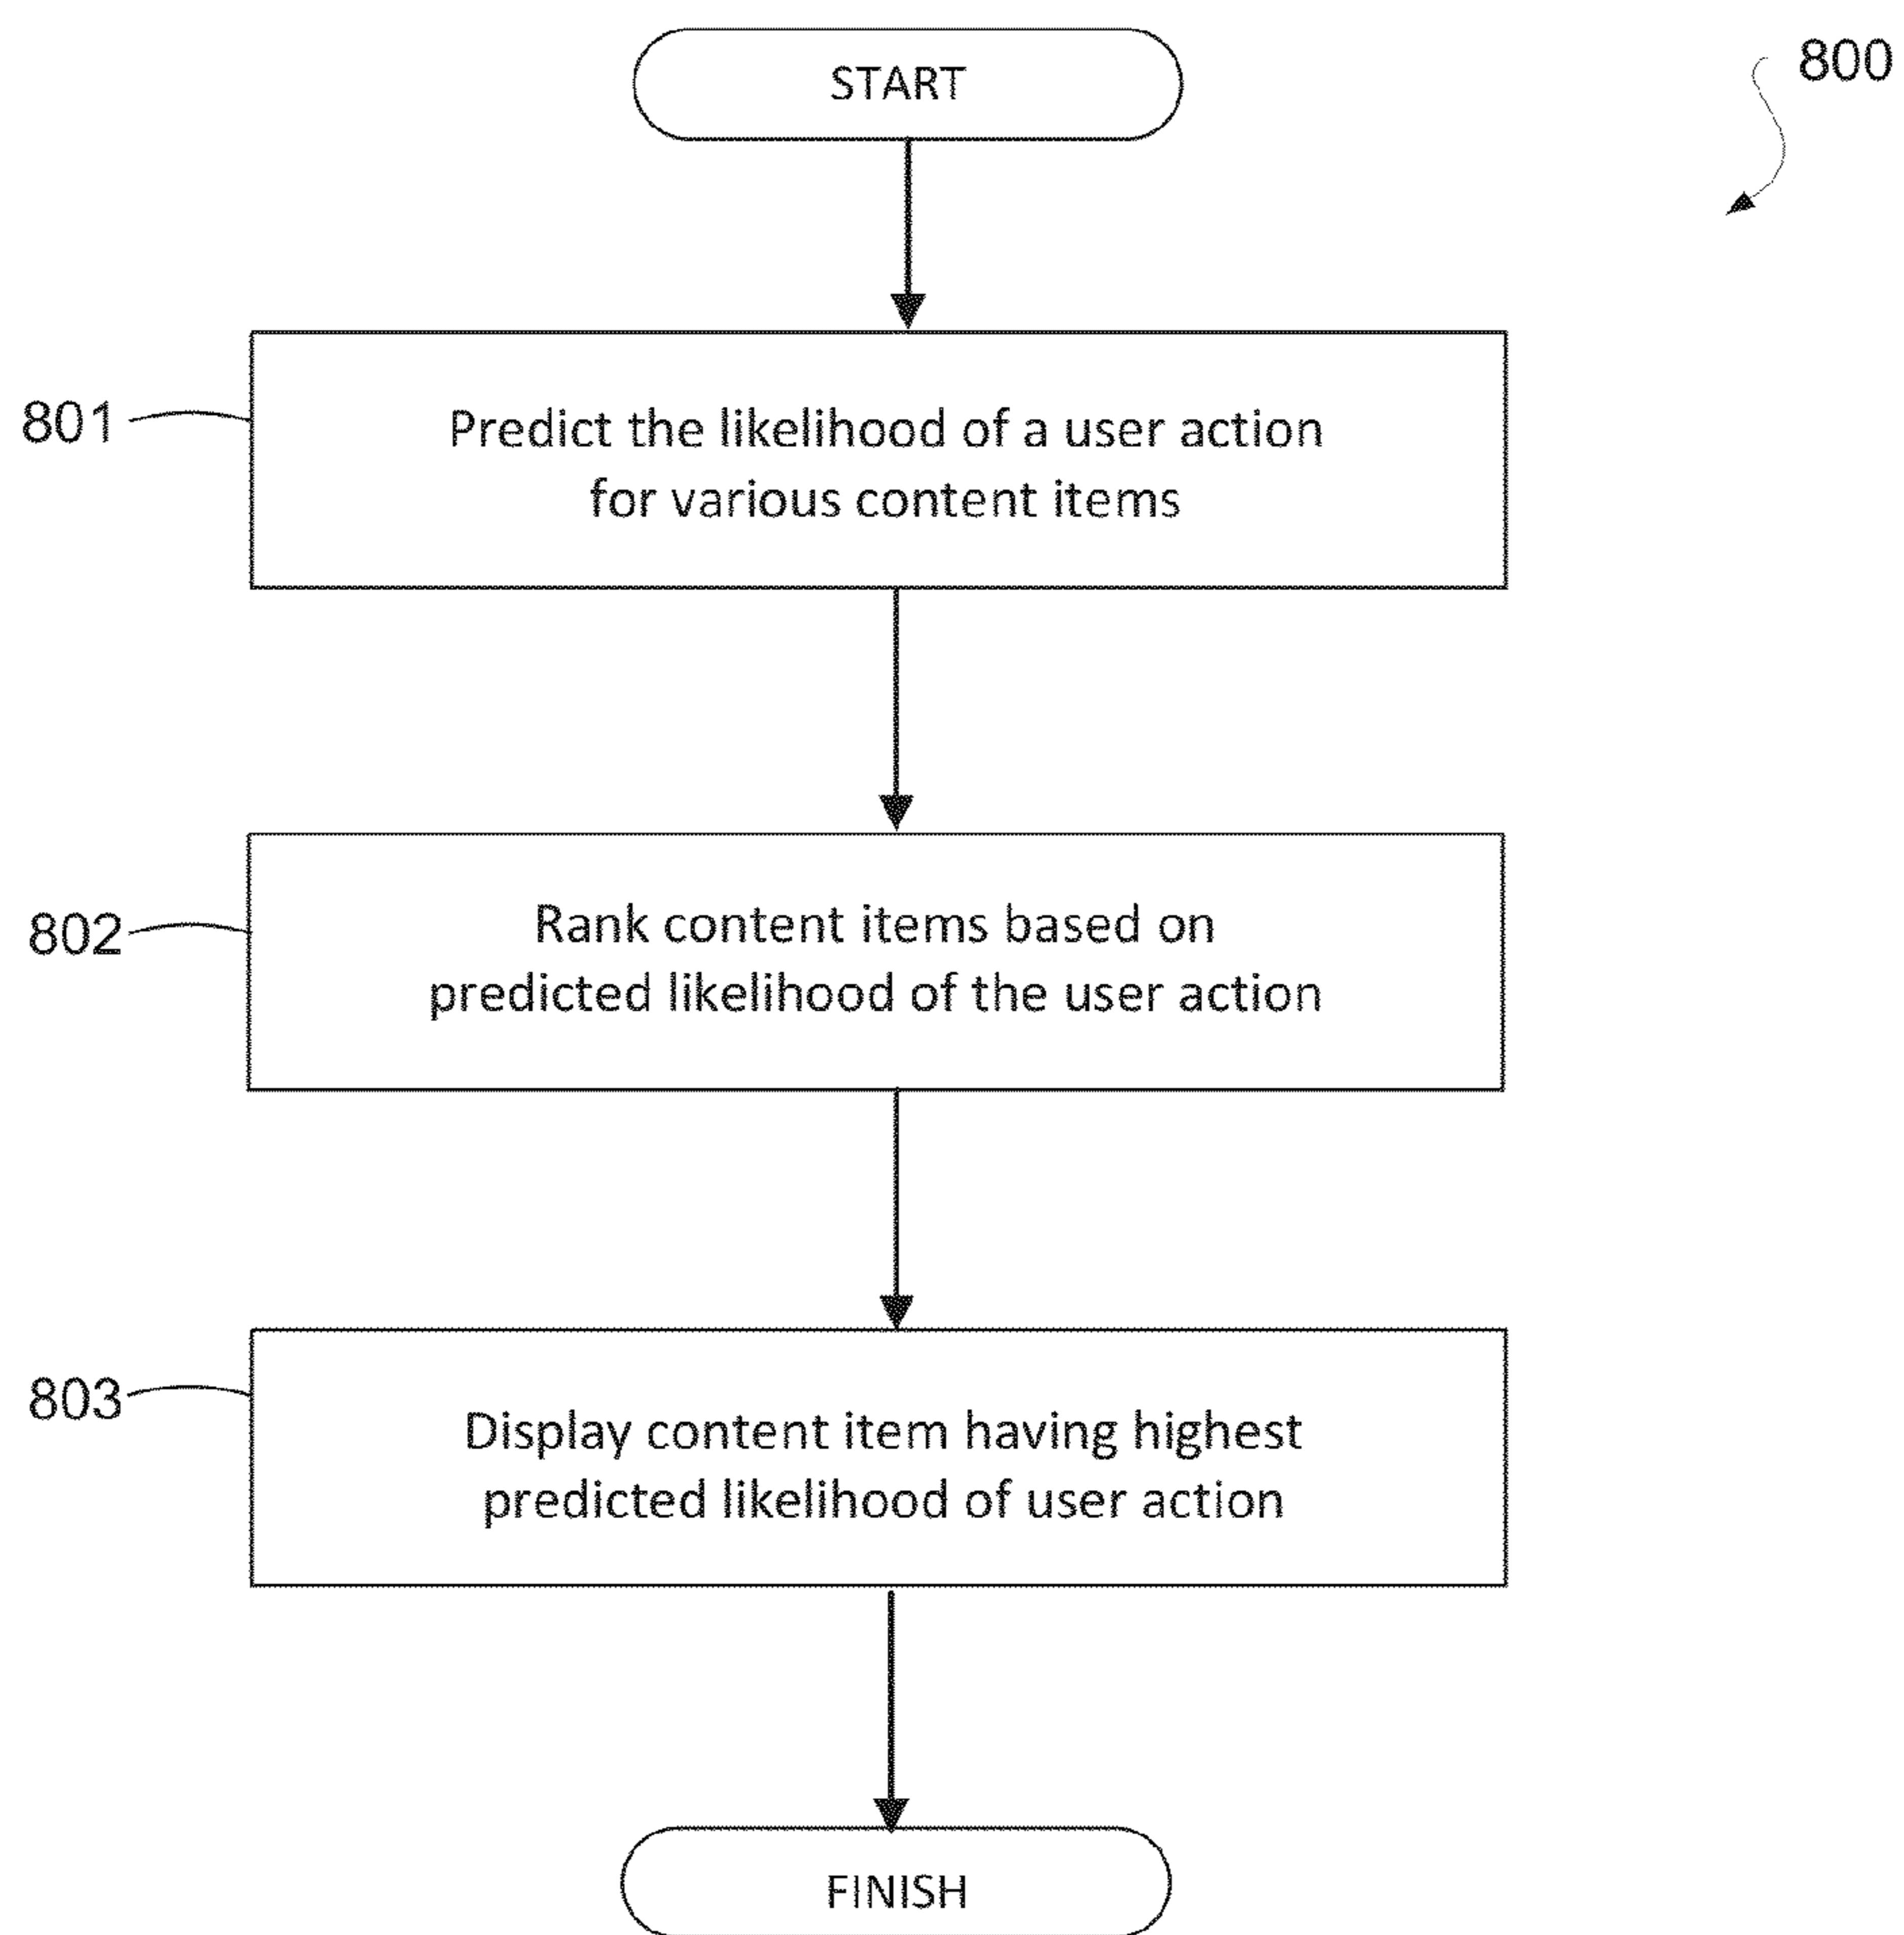 START
800
801
Predict the likelihood of a user action
for various content items
802
Rank content items based on
predicted likelihood of the user action
803
Display content item having highest
predicted likelihood of user action
FINISH